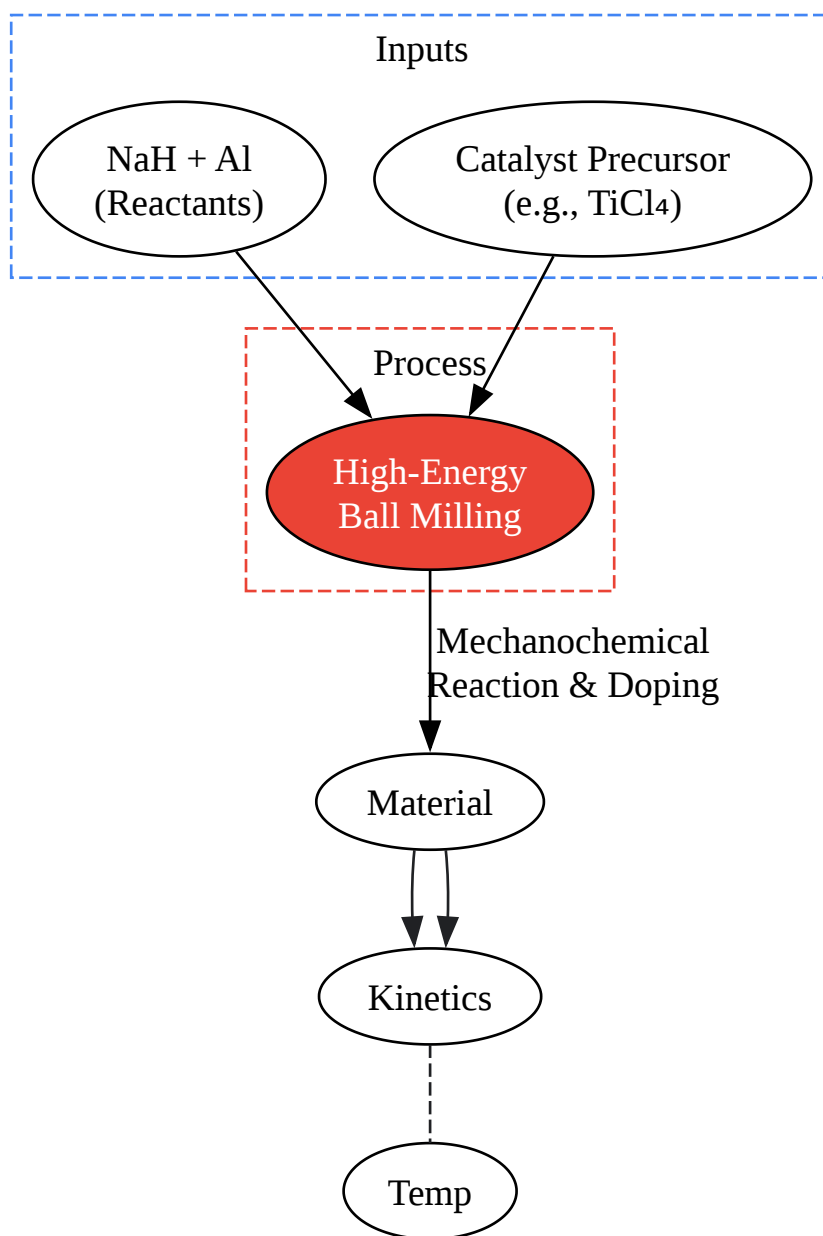 Inputs
NaH + Al
(Reactants)
Catalyst Precursor
(e.g., TiCl₄)
Process
High-Energy
Ball Milling
Mechanochemical
Reaction & Doping
Material
Kinetics
Temp